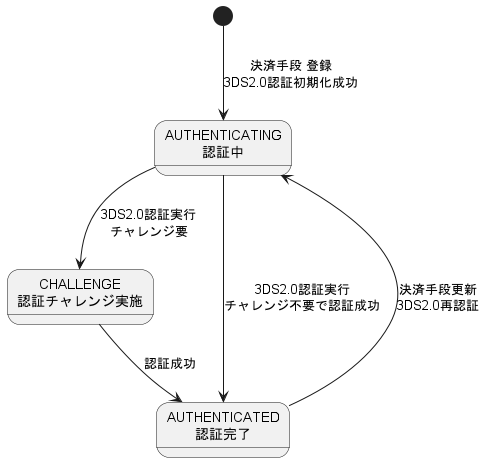 決済手段 登録
3DS2.0認証初期化成功
AUTHENTICATING
認証中
3DS2.0認証実行
チャレンジ要
CHALLENGE
認証チャレンジ実施
3DS2.0認証実行
チャレンジ不要で認証成功
決済手段更新
3DS2.0再認証
認証成功
AUTHENTICATED
認証完了